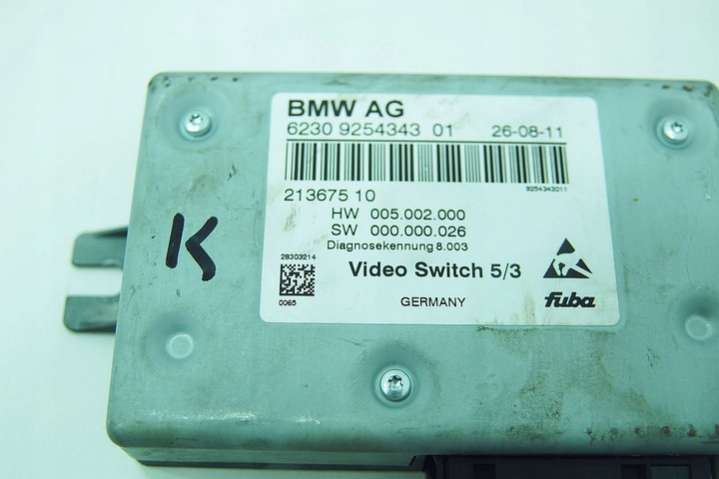 BMW AG
6230 9254343 01 26-08-11
9254343011
213675 10
HW 005.002.000
SW 000.000.026
Diagnosekennung 8.003
28303214
Video Switch 5/3
0065
GERMANY
fuba
K